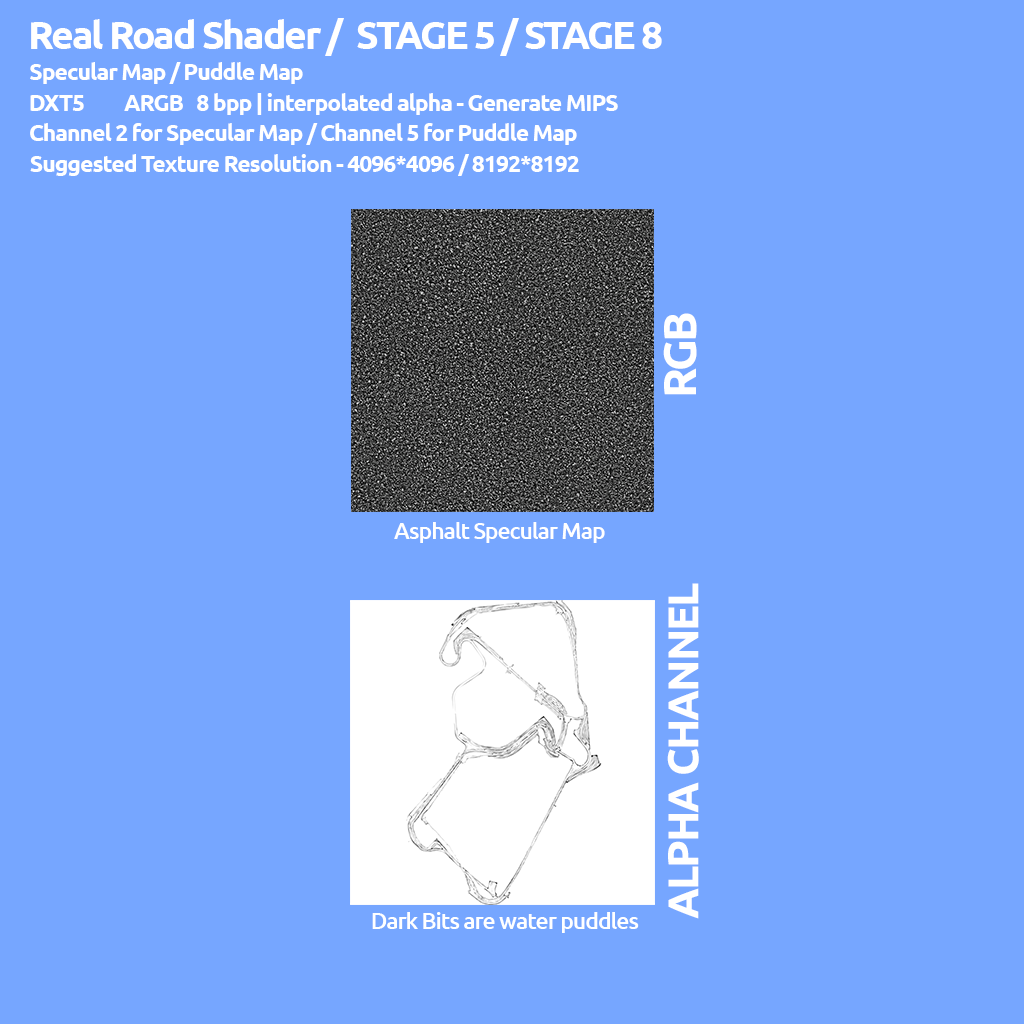 Real Road Shader /  STAGE 5 / STAGE 8
Specular Map / Puddle Map
DXT5 ARGB 8 bpp | interpolated alpha - Generate MIPS
Channel 2 for Specular Map / Channel 5 for Puddle Map
Suggested Texture Resolution - 4096*4096 / 8192*8192
RGB
Asphalt Specular Map
ALPHA CHANNEL
Dark Bits are water puddles